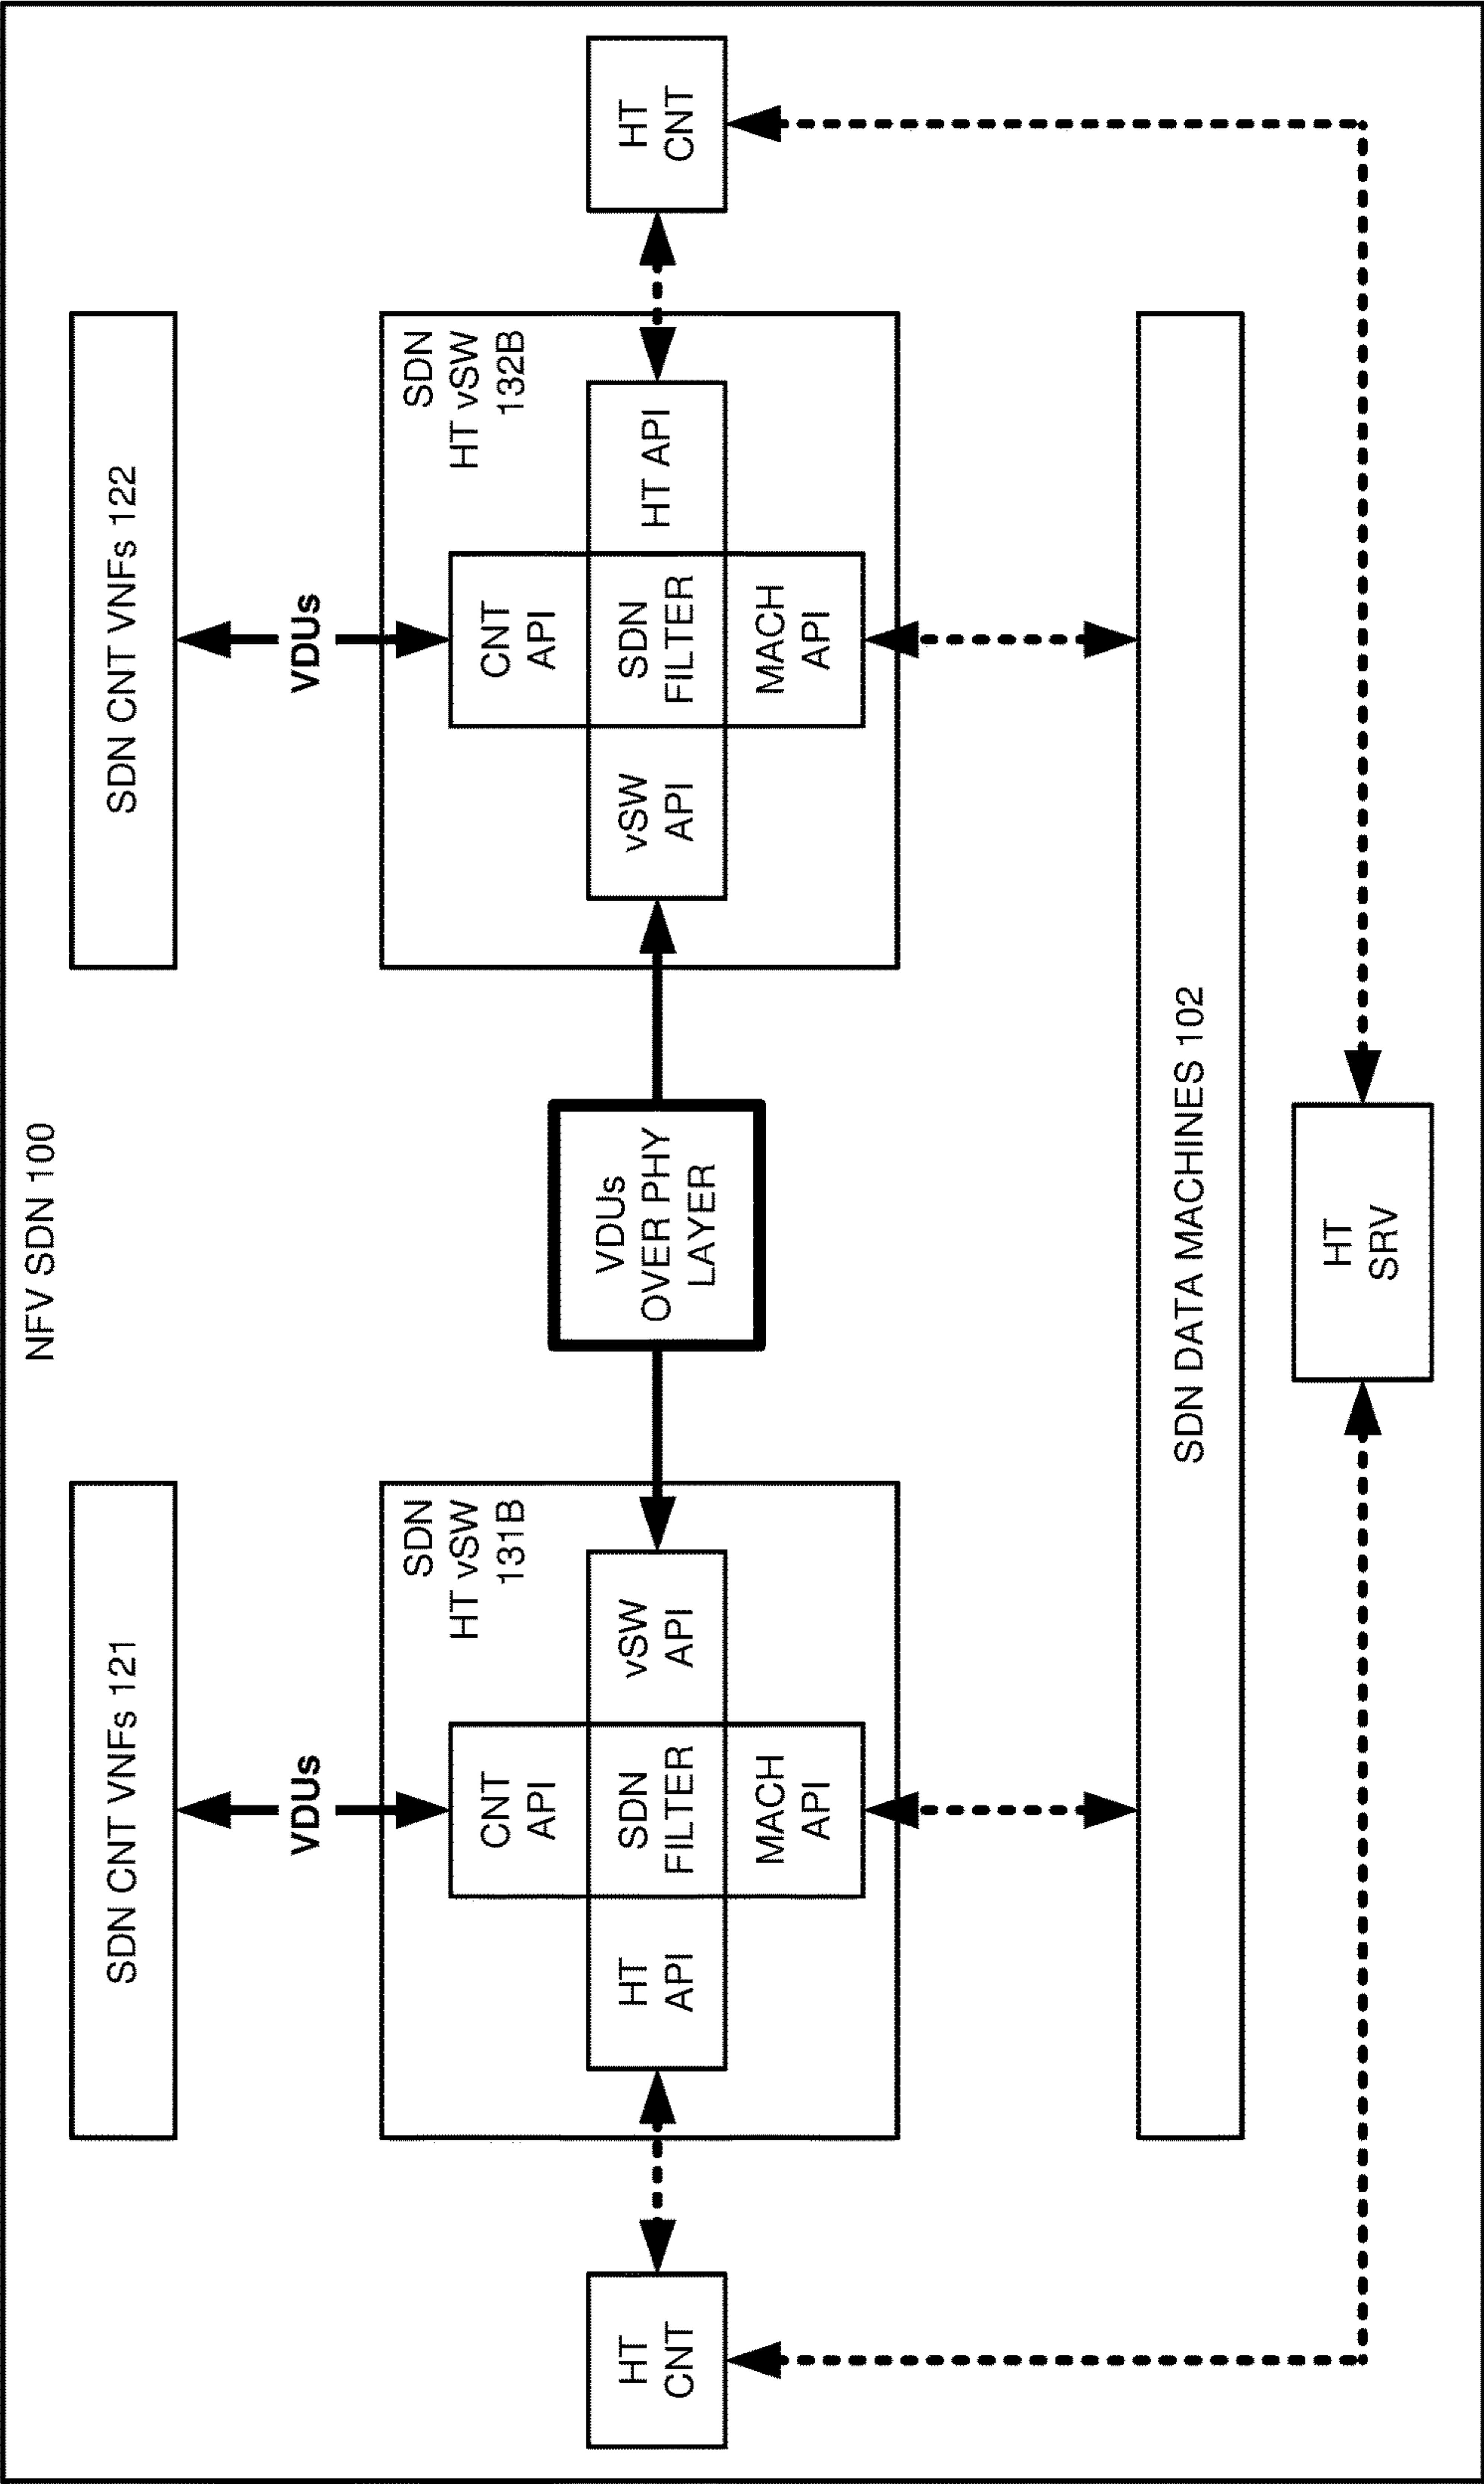 NFV SDN 100
SDN CNT VNFs 121
SDN CNT VNFs 122
VDUs
VDUs
SDN
HT vSW
131B
CNT
API
HT
API
SDN
FILTER
vSW
API
MACH
API
SDN
HT vSW
132B
CNT
API
vSW
API
SDN
FILTER
HT API
MACH
API
HT
CNT
VDUs
OVER PHY
LAYER
HT
CNT
SDN DATA MACHINES 102
HT
SRV